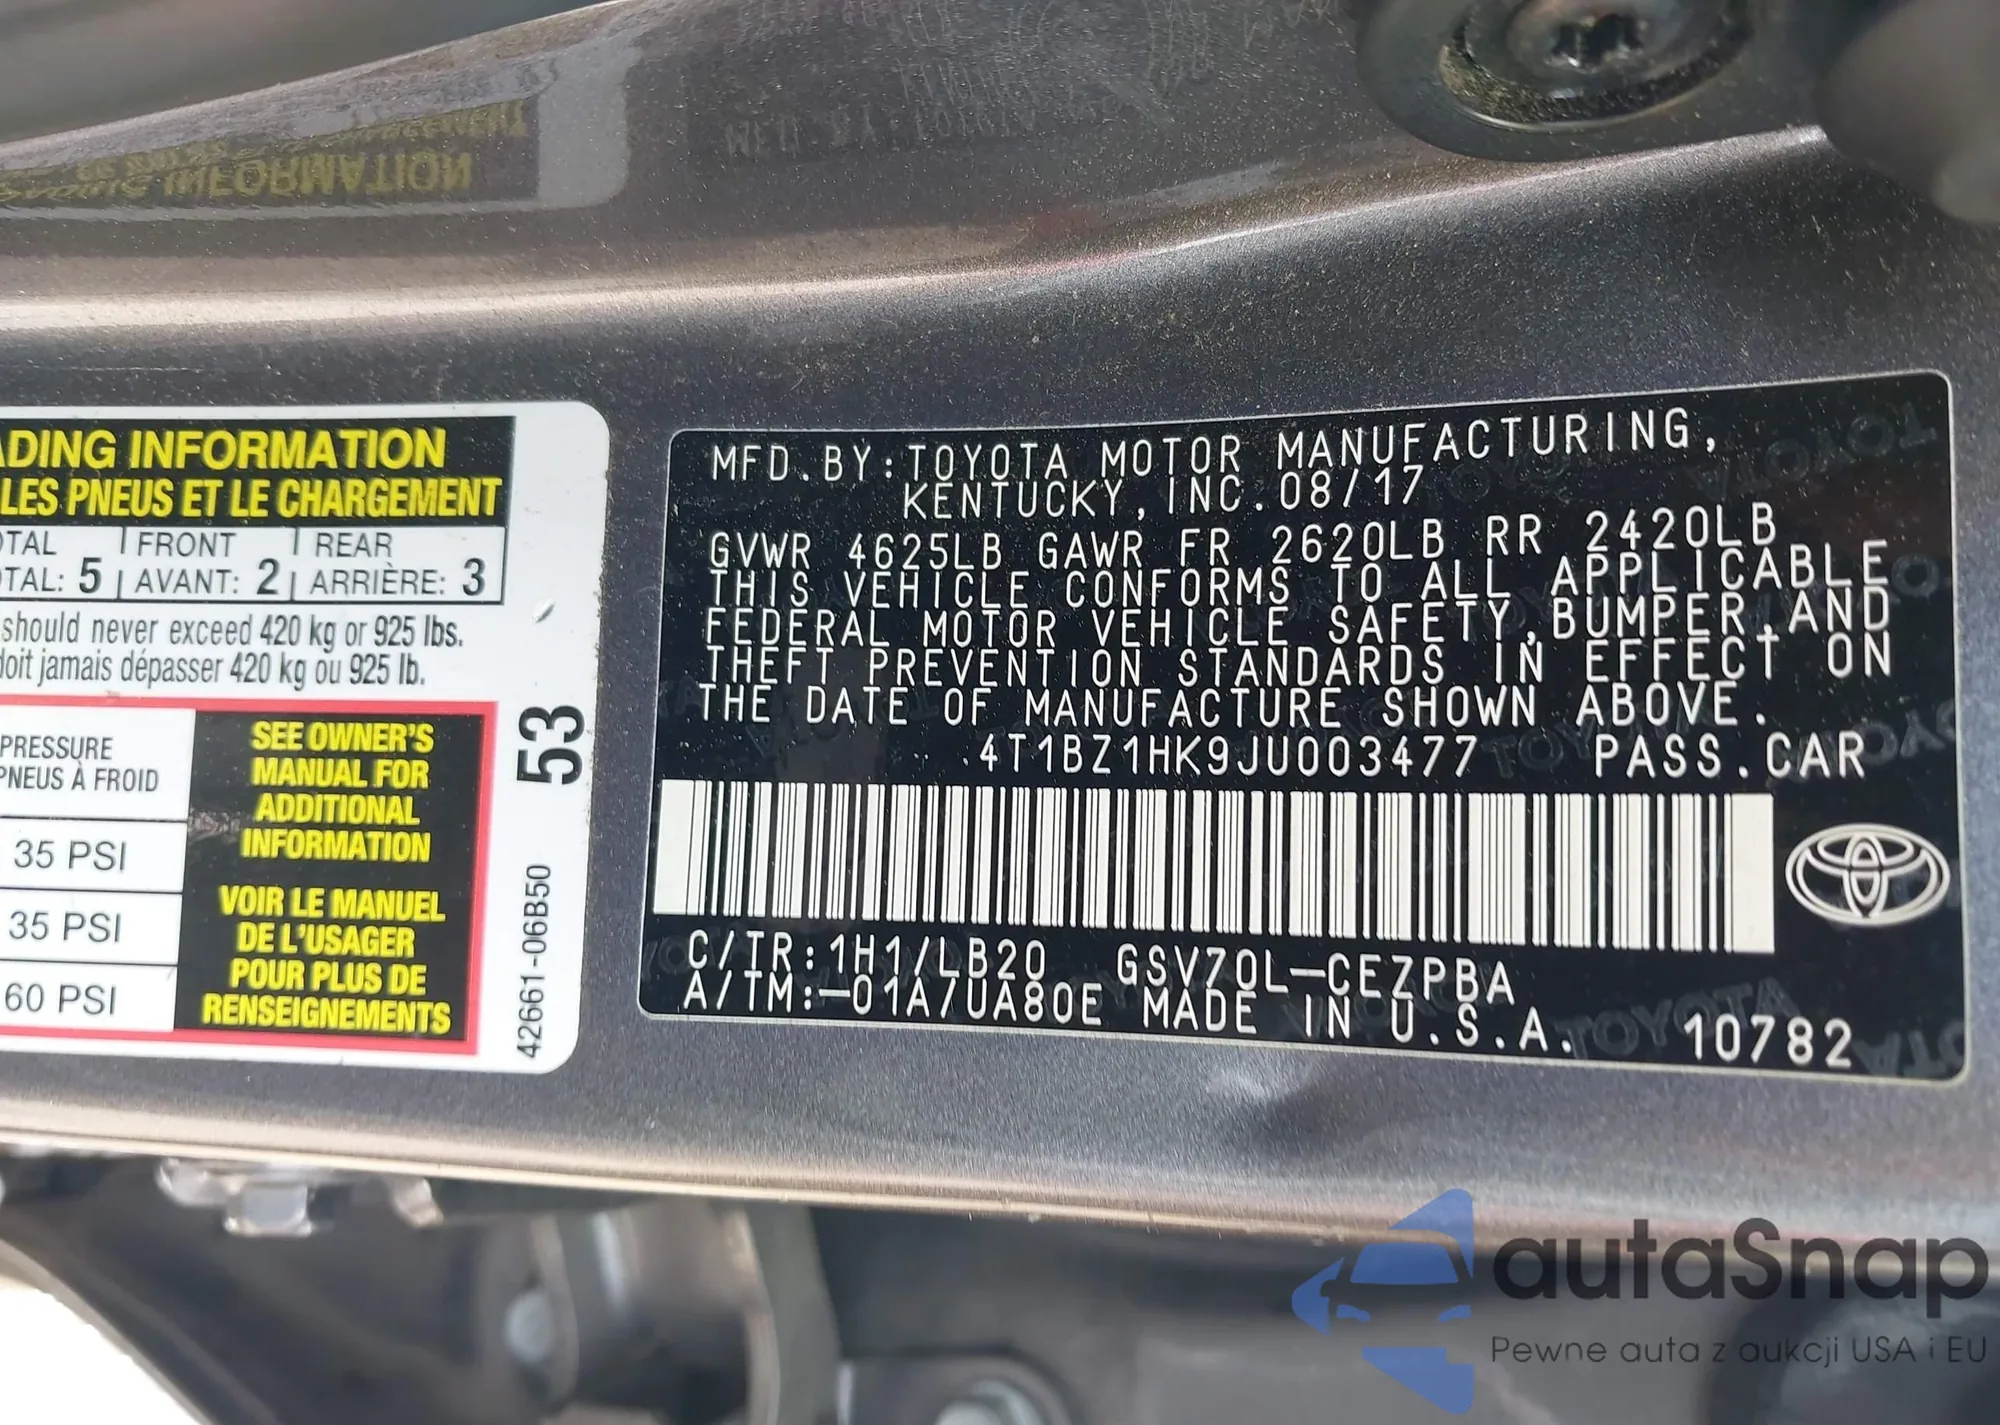 ADING INFORMATION
LES PNEUS ET LE CHARGEMENT
OTAL | FRONT | REAR
OTAL: 5 | AVANT: 2 | ARRIÈRE: 3
should never exceed 420 kg or 925 lbs.
doit jamais dépasser 420 kg ou 925 lb.
PRESSURE
PNEUS À FROID
35 PSI
35 PSI
60 PSI
SEE OWNER'S
MANUAL FOR
ADDITIONAL
INFORMATION
VOIR LE MANUEL
DE L'USAGER
POUR PLUS DE
RENSEIGNEMENTS
53
42661-06B50
MFD.BY:TOYOTA MOTOR MANUFACTURING,
KENTUCKY,INC.08/17
GVWR 4625LB GAWR FR 2620LB RR 2420LB
THIS VEHICLE CONFORMS TO ALL APPLICABLE
FEDERAL MOTOR VEHICLE SAFETY,BUMPER,AND
THEFT PREVENTION STANDARDS IN EFFECT ON
THE DATE OF MANUFACTURE SHOWN ABOVE.
4T1BZ1HK9JU003477 PASS.CAR
C/TR:1H1/LB20 GSV70L-CEZPBA
A/TM:-01A/UA80E MADE IN U.S.A. 10782
autaSnap
Pewne auta z aukcji USA i EU